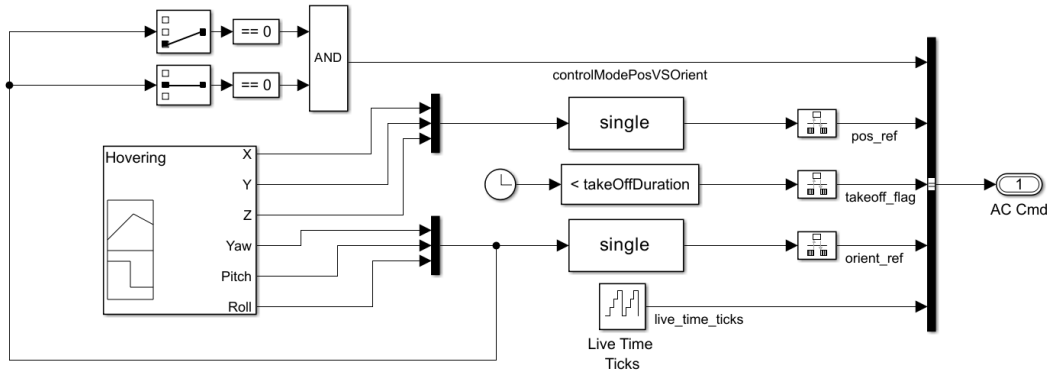 == 0
AND
== 0
controlModePosVSOrient
single
pos_ref
Hovering
X
Y
Z
Yaw
Pitch
Roll
< takeOffDuration
takeoff_flag
1
AC Cmd
single
orient_ref
live_time_ticks
Live Time
Ticks